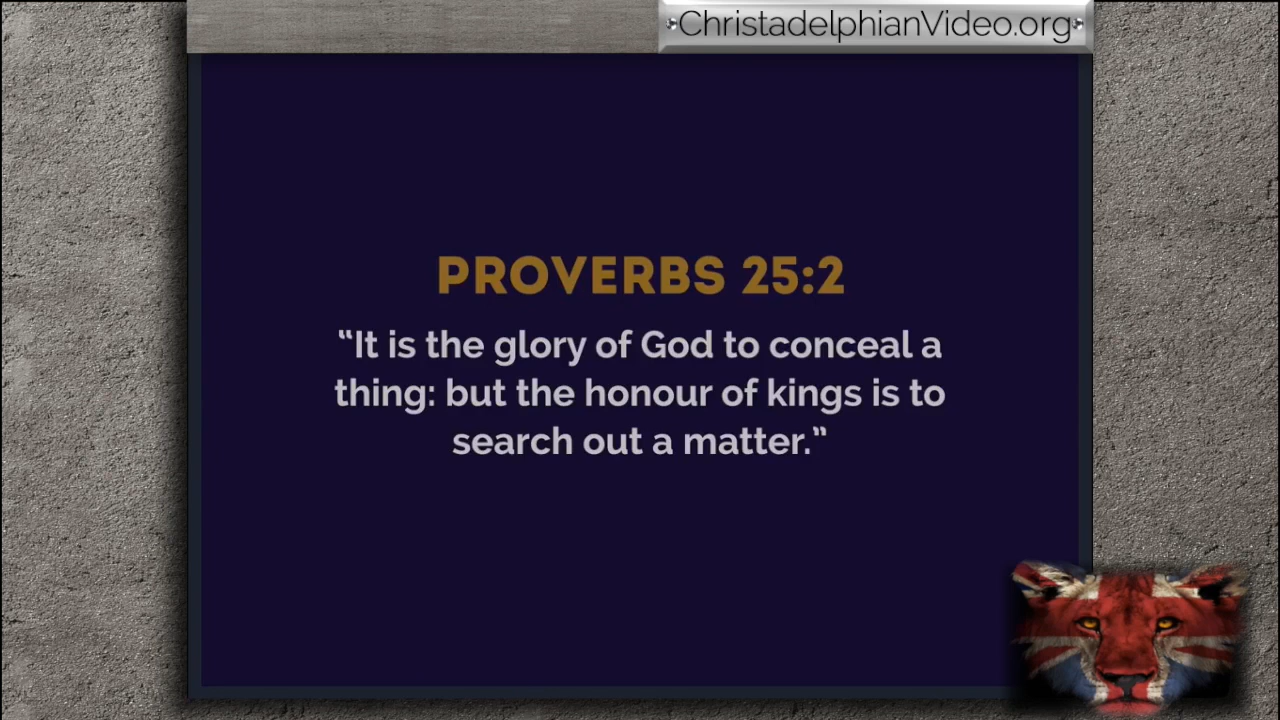 ChristadelphianVideo.org
PROVERBS 25:2
“It is the glory of God to conceal a
thing: but the honour of kings is to
search out a matter.”